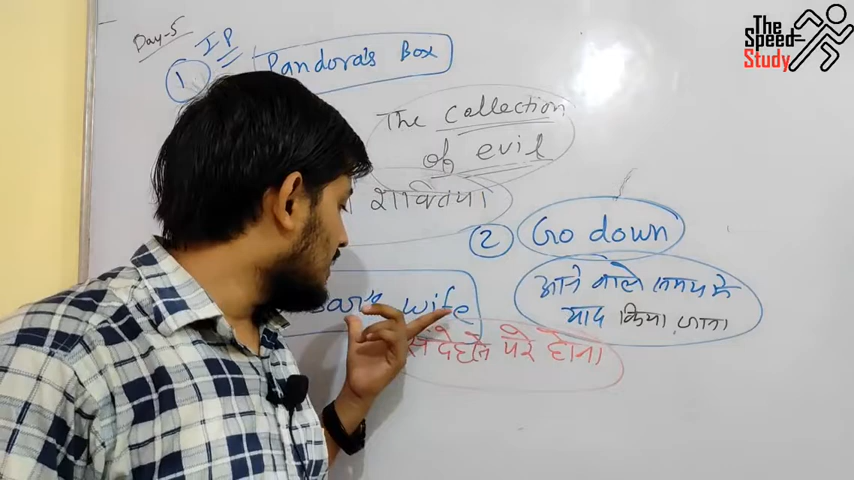 Day-5
IP
1 Pandora's Box
The collection
of evil
शक्तियां
2 Go down
आने वाले समय में
याद किया जाना
wife
संदेह से परे होना
The
Speed
Study